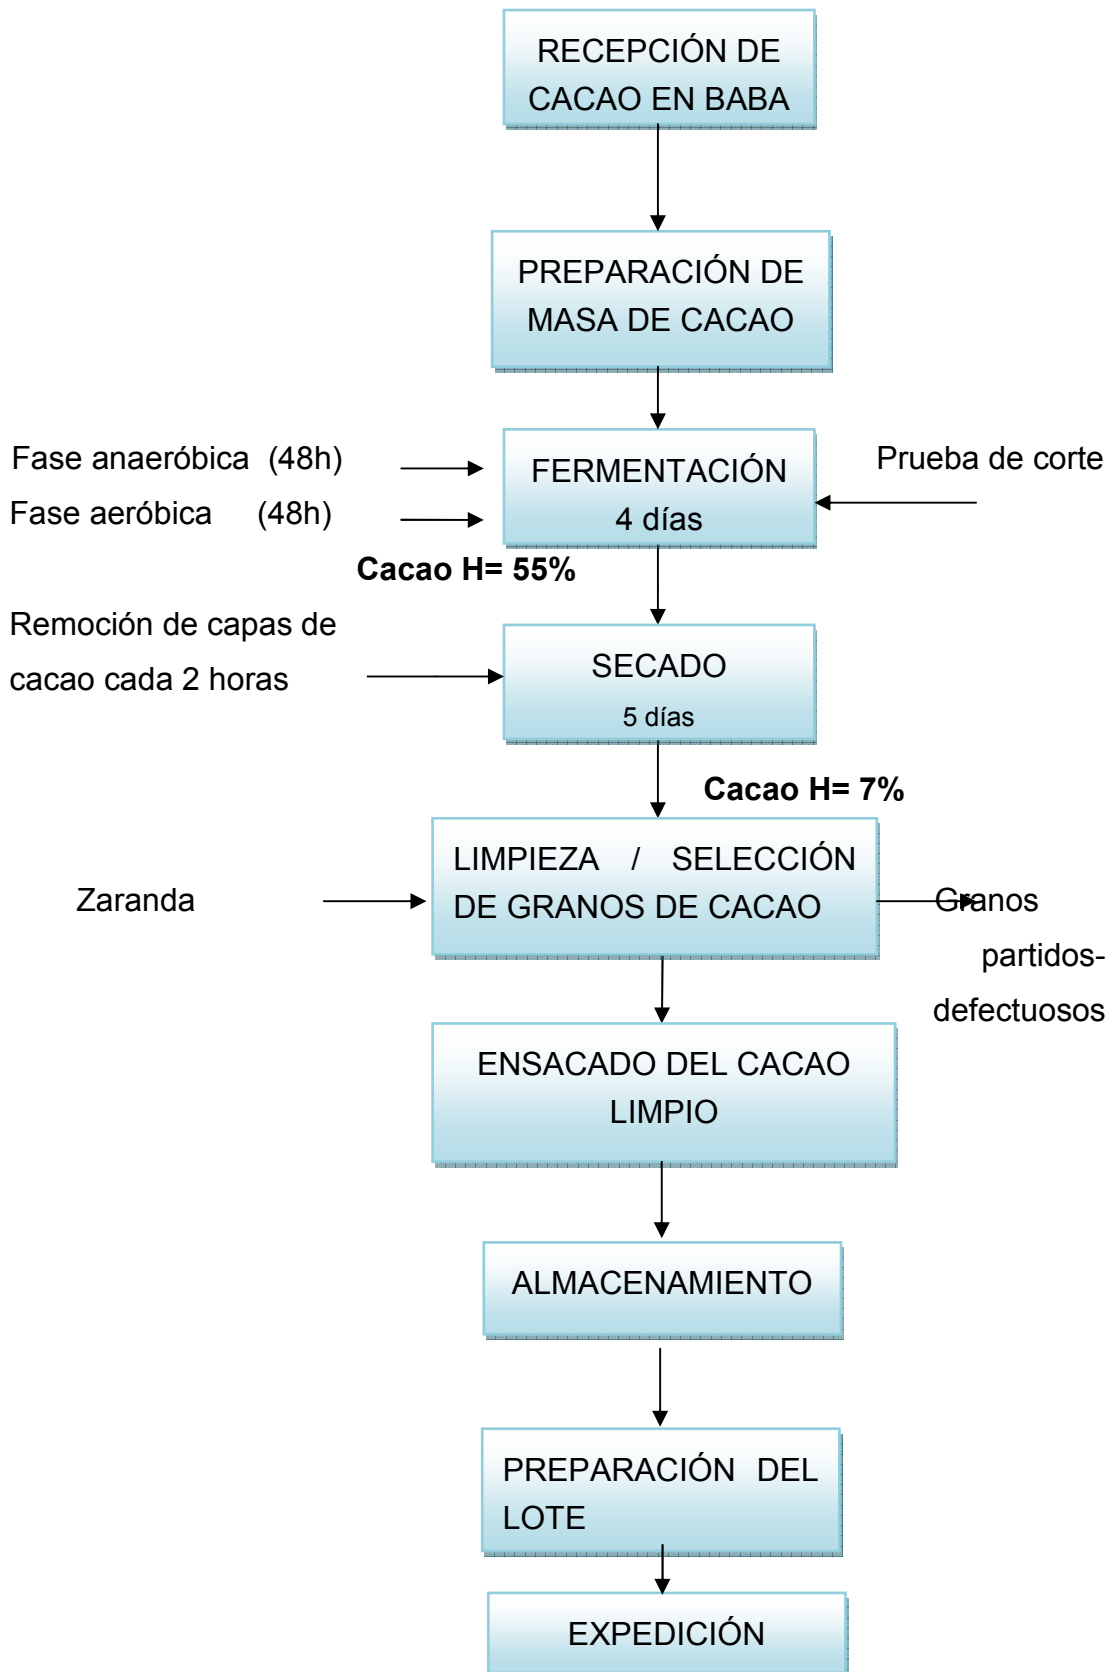 RECEPCIÓN DE
CACAO EN BABA
PREPARACIÓN DE
MASA DE CACAO
Fase anaeróbica (48h)
Fase aeróbica (48h)
FERMENTACIÓN
4 días
Prueba de corte
Cacao H= 55%
Remoción de capas de
cacao cada 2 horas
SECADO
5 días
Cacao H= 7%
Zaranda
LIMPIEZA / SELECCIÓN
DE GRANOS DE CACAO
Granos
partidos-
defectuosos
ENSACADO DEL CACAO
LIMPIO
ALMACENAMIENTO
PREPARACIÓN DEL
LOTE
EXPEDICIÓN